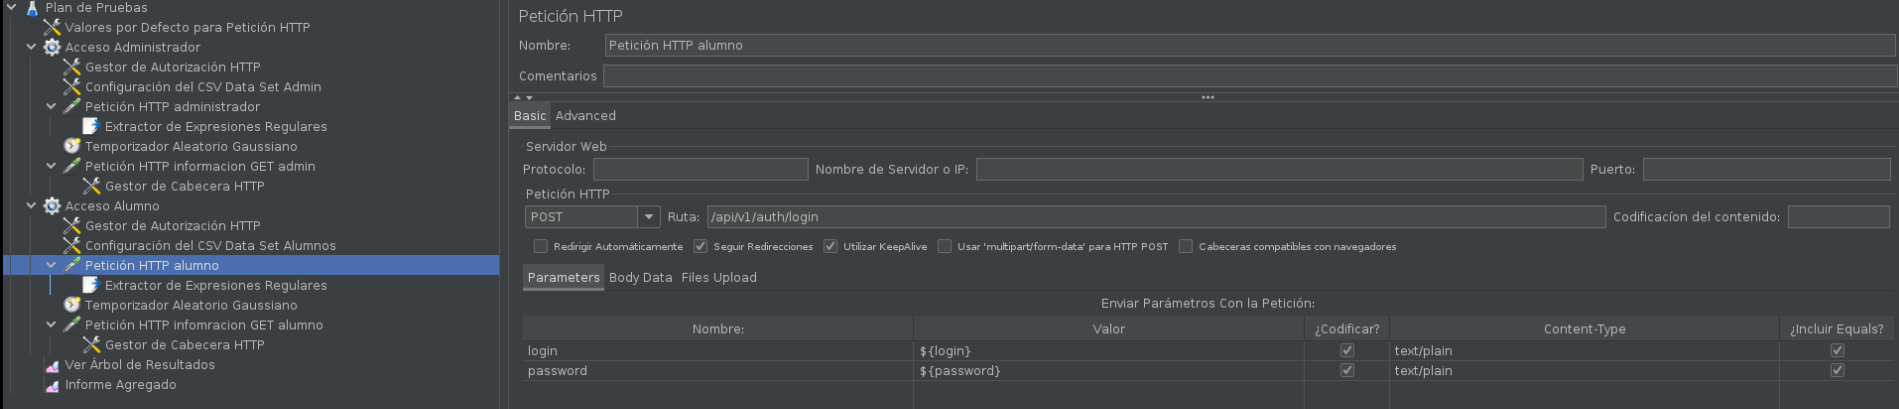 Plan de Pruebas
Valores por Defecto para Petición HTTP
Acceso Administrador
Gestor de Autorización HTTP
Configuración del CSV Data Set Admin
Petición HTTP administrador
Extractor de Expresiones Regulares
Temporizador Aleatorio Gaussiano
Petición HTTP informacion GET admin
Gestor de Cabecera HTTP
Acceso Alumno
Gestor de Autorización HTTP
Configuración del CSV Data Set Alumnos
Petición HTTP alumno
Extractor de Expresiones Regulares
Temporizador Aleatorio Gaussiano
Petición HTTP infomracion GET alumno
Gestor de Cabecera HTTP
Ver Árbol de Resultados
Informe Agregado
Petición HTTP
Nombre: Petición HTTP alumno
Comentarios
Basic Advanced
Servidor Web
Protocolo: Nombre de Servidor o IP: Puerto:
Petición HTTP
POST Ruta: /api/v1/auth/login Codificacíon del contenido:
Redirigir Automáticamente Seguir Redirecciones Utilizar KeepAlive Usar 'multipart/form-data' para HTTP POST Cabeceras compatibles con navegadores
Parameters Body Data Files Upload
Enviar Parámetros Con la Petición:
Nombre: Valor ¿Codificar? Content-Type ¿Incluir Equals?
login ${login} text/plain
password ${password} text/plain